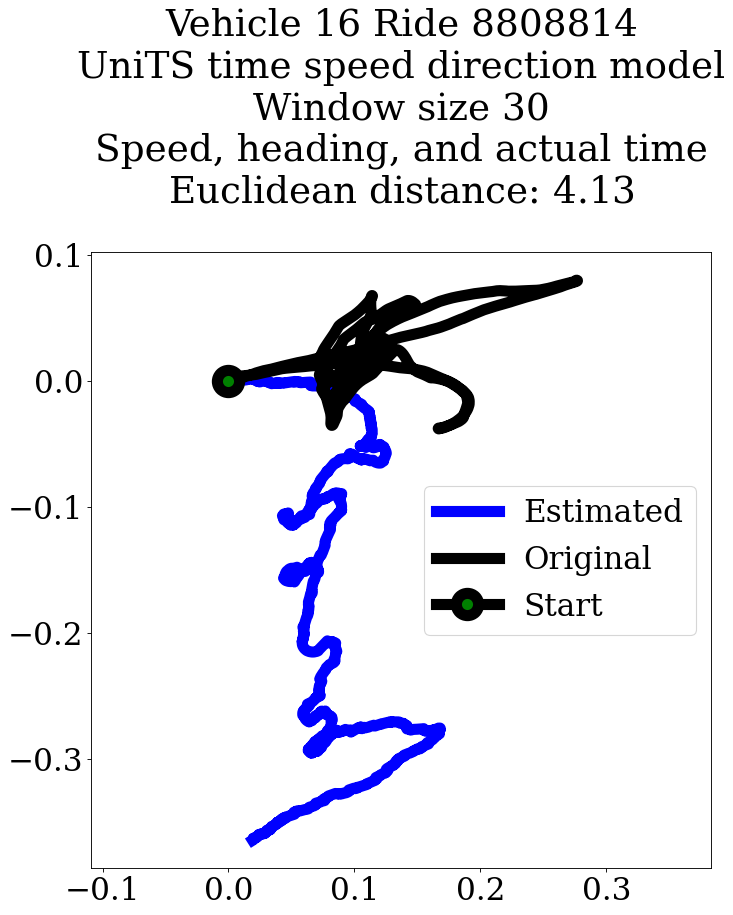 Vehicle 16 Ride 8808814
UniTS time speed direction model
Window size 30
Speed, heading, and actual time
Euclidean distance: 4.13
0.1
0.0
−0.1
−0.2
−0.3
Estimated
Original
Start
−0.1 0.0 0.1 0.2 0.3